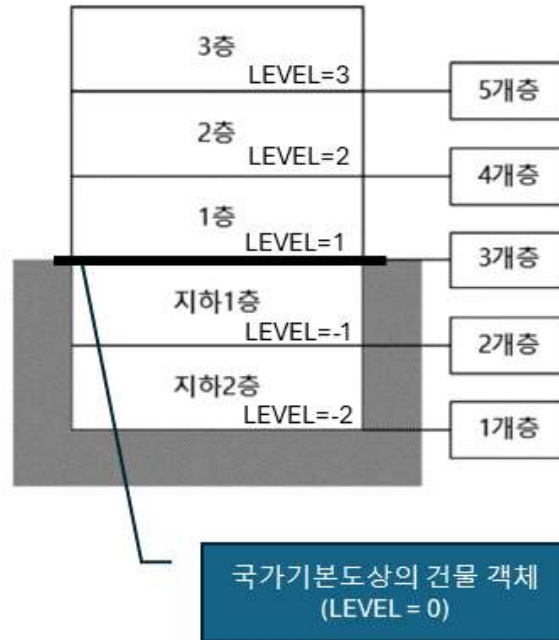 3층
LEVEL=3
5개층
2층
LEVEL=2
4개층
1층
LEVEL=1
3개층
지하1층
LEVEL=-1
2개층
지하2층
LEVEL=-2
1개층
국가기본도상의 건물 객체
(LEVEL = 0)